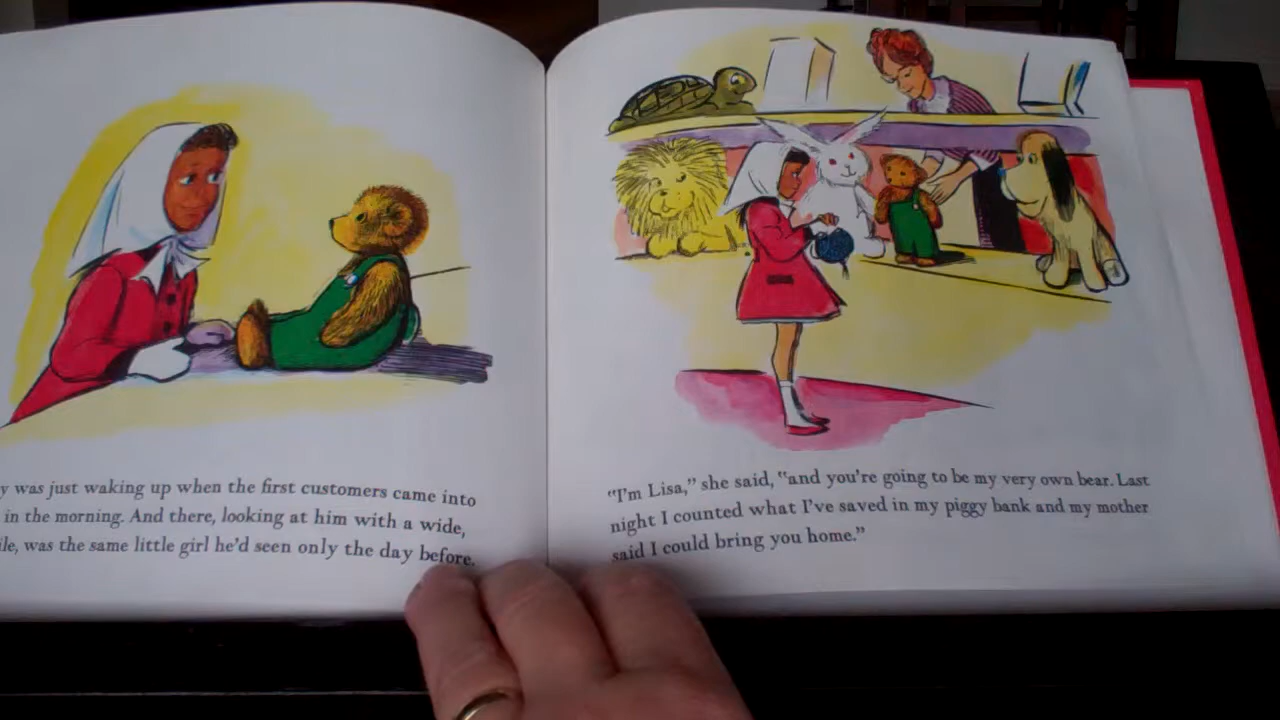 y was just waking up when the first customers came into
in the morning. And there, looking at him with a wide,
ile, was the same little girl he'd seen only the day before.
"I'm Lisa," she said, "and you're going to be my very own bear. Last
night I counted what I've saved in my piggy bank and my mother
said I could bring you home."